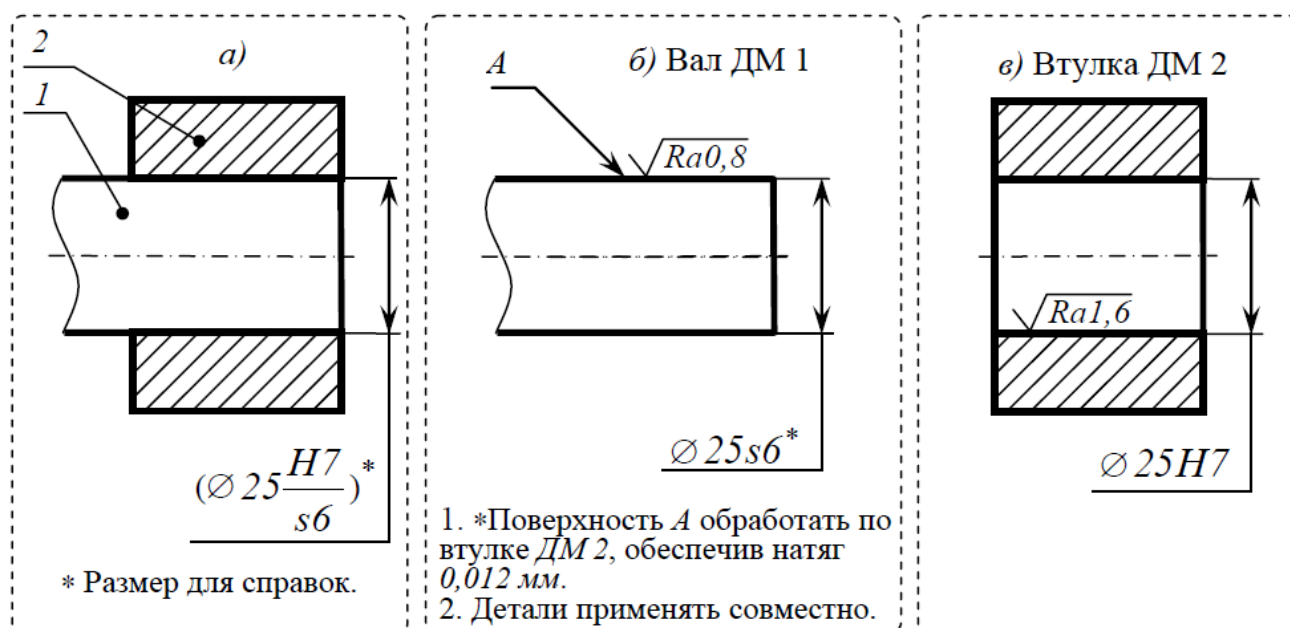 а)
2
1
(∅ 25 H7/s6)*
* Размер для справок.
б) Вал ДМ 1
А
Ra0,8
∅ 25s6*
1. *Поверхность А обработать по
втулке ДМ 2, обеспечив натяг
0,012 мм.
2. Детали применять совместно.
в) Втулка ДМ 2
Ra1,6
∅ 25H7